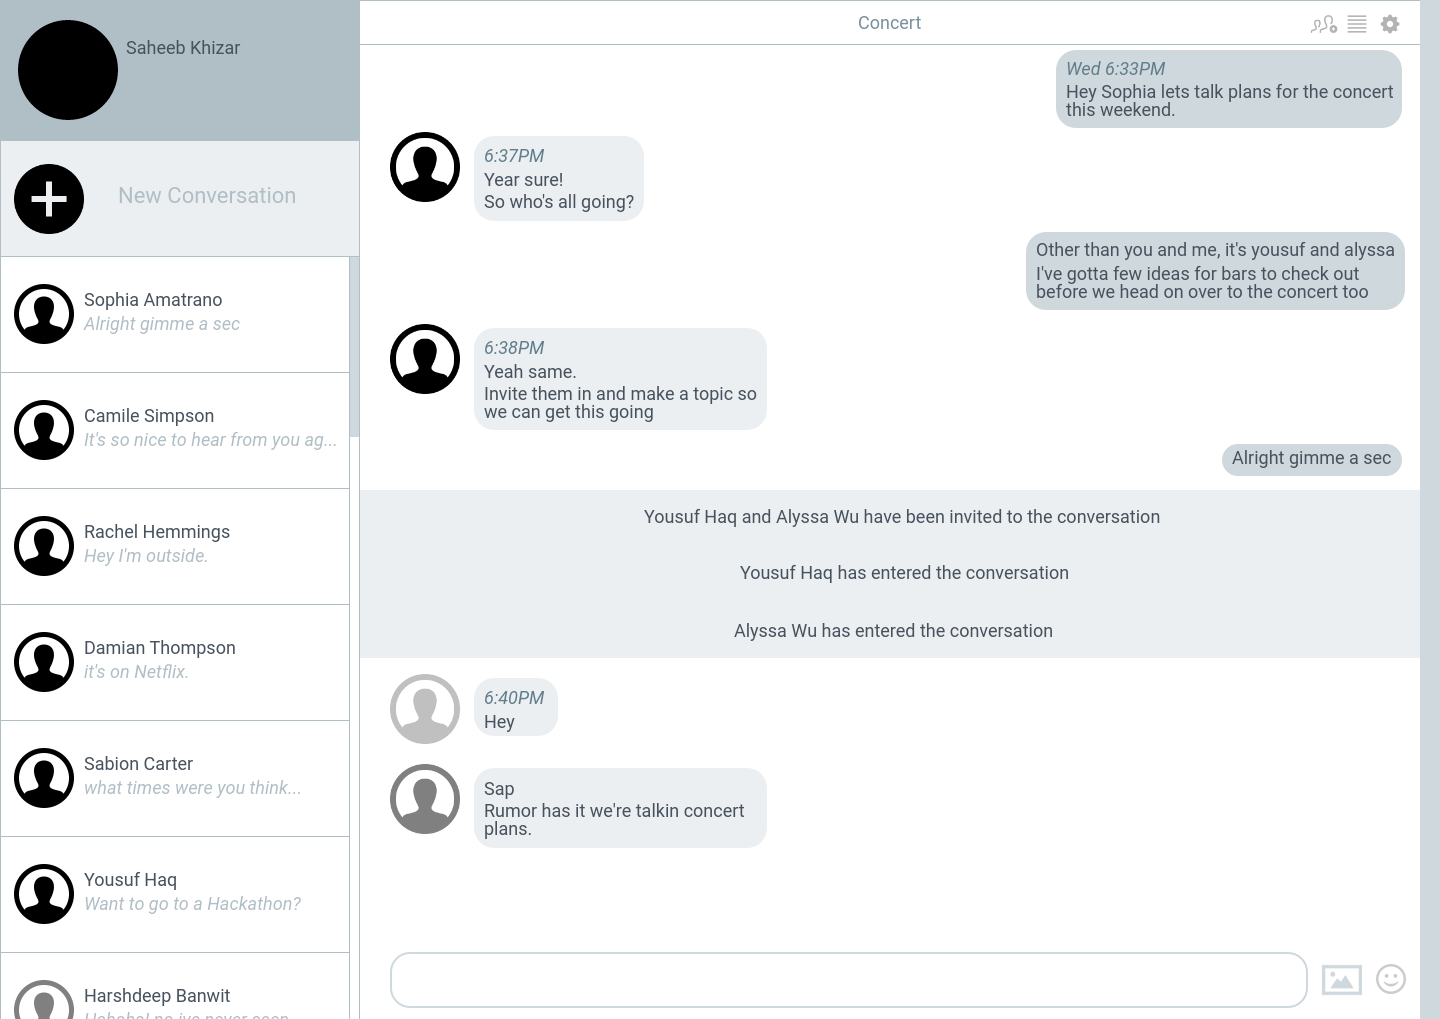 Saheeb Khizar
New Conversation
Sophia Amatrano
Alright gimme a sec
Camile Simpson
It's so nice to hear from you ag...
Rachel Hemmings
Hey I'm outside.
Damian Thompson
it's on Netflix.
Sabion Carter
what times were you think...
Yousuf Haq
Want to go to a Hackathon?
Harshdeep Banwit
Hahaha! no ive never seen
Concert
Wed 6:33PM
Hey Sophia lets talk plans for the concert
this weekend.
6:37PM
Year sure!
So who's all going?
Other than you and me, it's yousuf and alyssa
I've gotta few ideas for bars to check out
before we head on over to the concert too
6:38PM
Yeah same.
Invite them in and make a topic so
we can get this going
Alright gimme a sec
Yousuf Haq and Alyssa Wu have been invited to the conversation
Yousuf Haq has entered the conversation
Alyssa Wu has entered the conversation
6:40PM
Hey
Sap
Rumor has it we're talkin concert
plans.